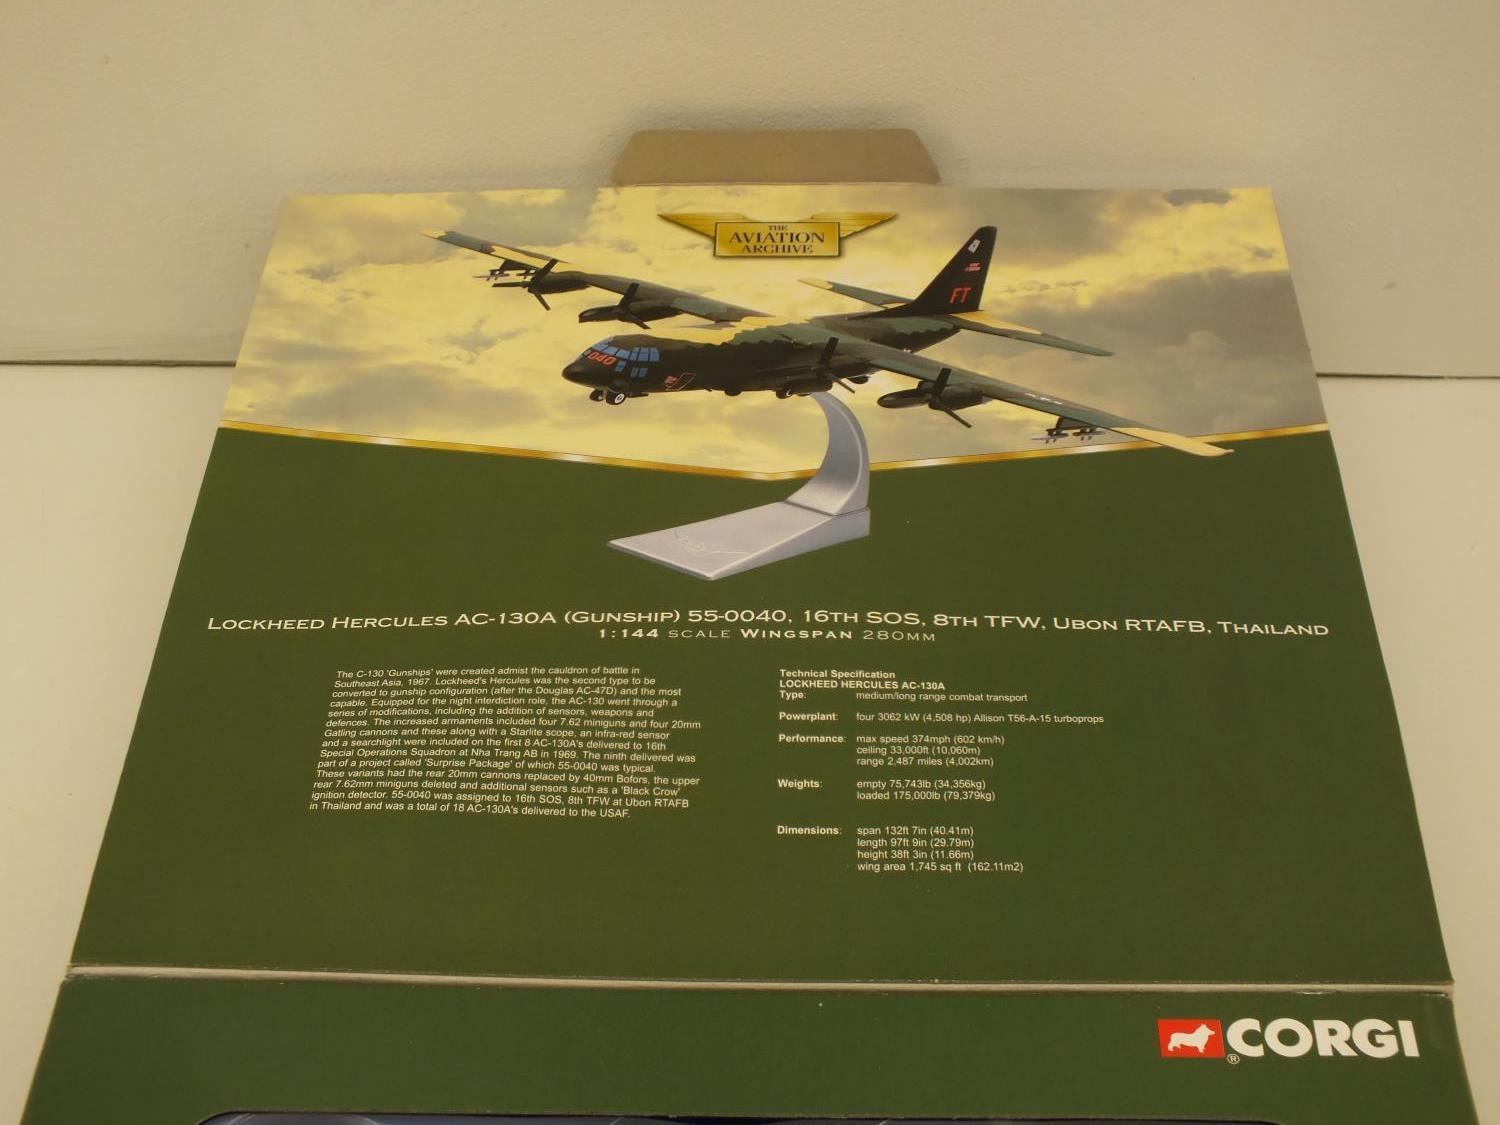 THE
AVIATION
ARCHIVE
FT
040
LOCKHEED HERCULES AC-130A (GUNSHIP) 55-0040, 16TH SOS, 8TH TFW, UBON RTAFB, THAILAND
1:144 SCALE WINGSPAN 280MM
The C-130 'Gunships' were created admist the cauldron of battle in
Southeast Asia, 1967. Lockheed's Hercules was the second type to be
converted to gunship configuration (after the Douglas AC-47D) and the most
capable. Equipped for the night interdiction role, the AC-130 went through a
series of modifications, including the addition of sensors, weapons and
defences. The increased armaments included four 7.62 miniguns and four 20mm
Gatling cannons and these along with a Starlite scope, an infra-red sensor
and a searchlight were included on the first 8 AC-130A's delivered to 16th
Special Operations Squadron at Nha Trang AB in 1969. The ninth delivered was
part of a project called 'Surprise Package' of which 55-0040 was typical.
These variants had the rear 20mm cannons replaced by 40mm Bofors, the upper
rear 7.62mm miniguns deleted and additional sensors such as a 'Black Crow'
ignition detector. 55-0040 was assigned to 16th SOS, 8th TFW at Ubon RTAFB
in Thailand and was a total of 18 AC-130A's delivered to the USAF.
Technical Specification
LOCKHEED HERCULES AC-130A
Type: medium/long range combat transport
Powerplant: four 3062 kW (4,508 hp) Allison T56-A-15 turboprops
Performance: max speed 374mph (602 km/h)
ceiling 33,000ft (10,060m)
range 2,487 miles (4,002km)
Weights: empty 75,743lb (34,356kg)
loaded 175,000lb (79,379kg)
Dimensions: span 132ft 7in (40.41m)
length 97ft 9in (29.79m)
height 38ft 3in (11.66m)
wing area 1,745 sq ft (162.11m2)
® CORGI